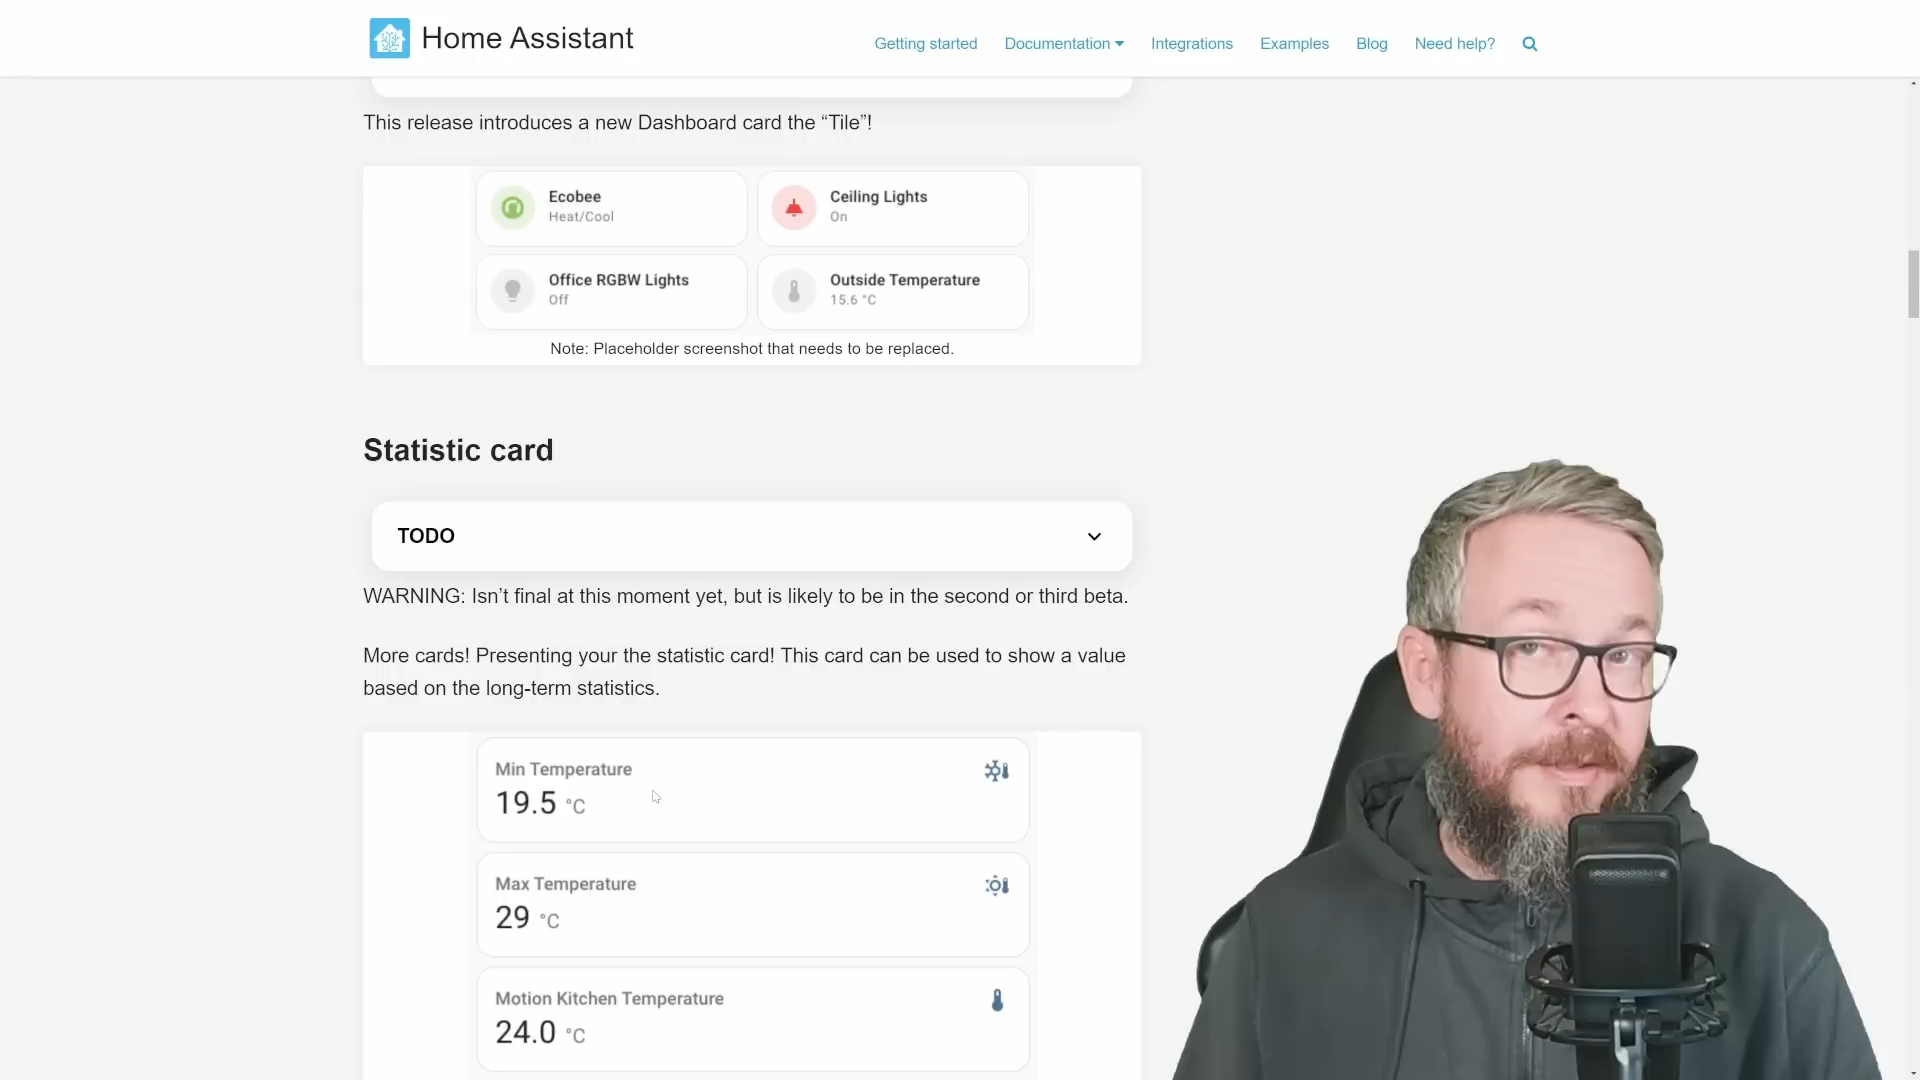 Home Assistant
Getting started
Documentation
Integrations
Examples
Blog
Need help?
This release introduces a new Dashboard card the “Tile”!
Ecobee
Heat/Cool
Ceiling Lights
On
Office RGBW Lights
Off
Outside Temperature
15.6 °C
Note: Placeholder screenshot that needs to be replaced.
Statistic card
TODO
WARNING: Isn’t final at this moment yet, but is likely to be in the second or third beta.
More cards! Presenting your the statistic card! This card can be used to show a value
based on the long-term statistics.
Min Temperature
19.5 °C
Max Temperature
29 °C
Motion Kitchen Temperature
24.0 °C